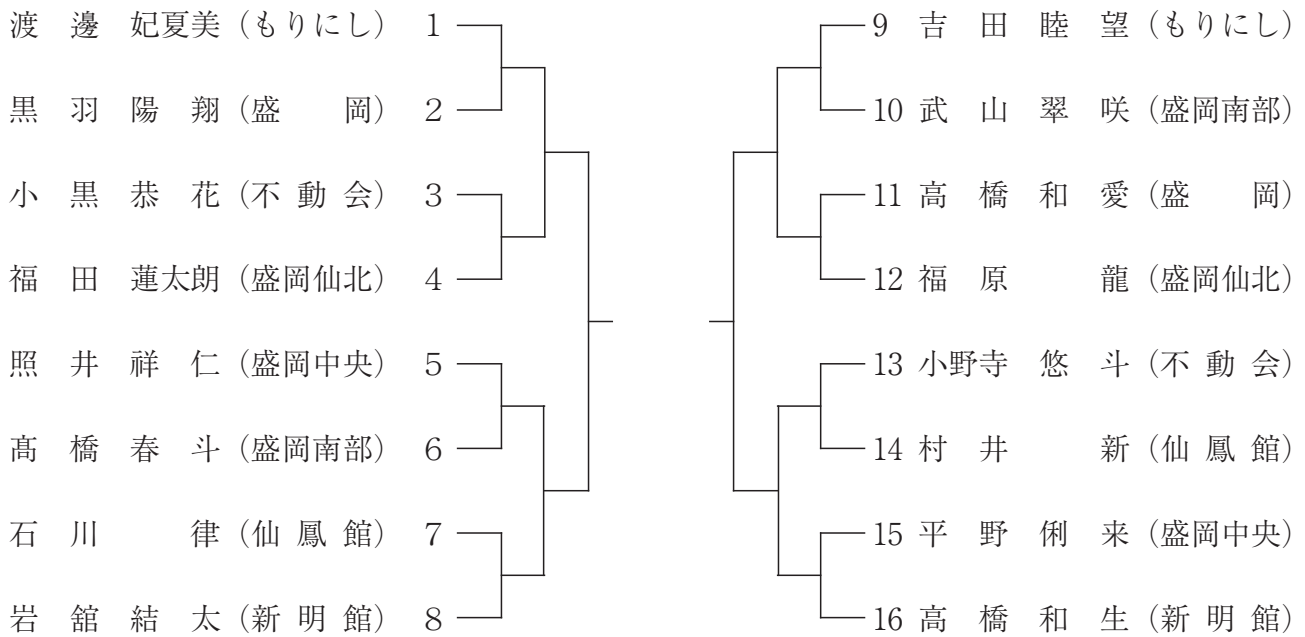 渡邊妃夏美（もりにし） 1
黒羽陽翔（盛岡） 2
小黒恭花（不動会） 3
福田蓮太朗（盛岡仙北） 4
照井祥仁（盛岡中央） 5
髙橋春斗（盛岡南部） 6
石川律（仙鳳館） 7
岩舘結太（新明館） 8
9 吉田睦望（もりにし）
10 武山翠咲（盛岡南部）
11 高橋和愛（盛岡）
12 福原龍（盛岡仙北）
13 小野寺悠斗（不動会）
14 村井新（仙鳳館）
15 平野俐来（盛岡中央）
16 高橋和生（新明館）